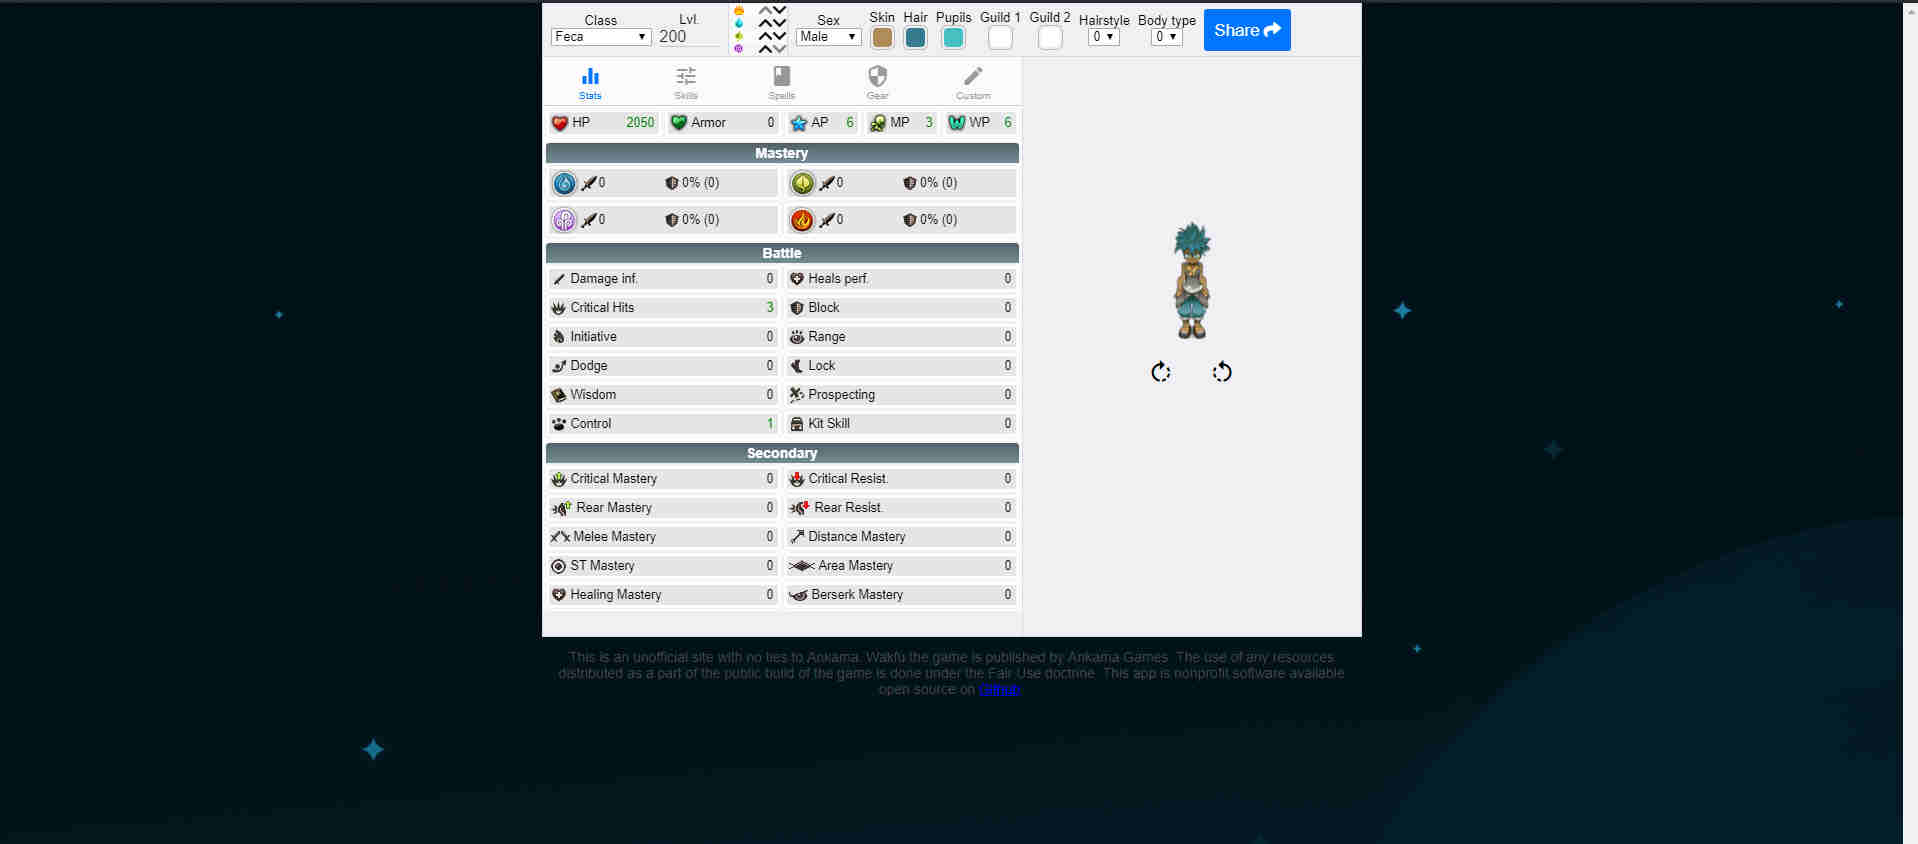 Class Lvl. Sex Skin Hair Pupils Guild 1 Guild 2 Hairstyle Body type
Feca 200 Male 0 0 Share
Stats Skills Spells Gear Custom
HP 2050 Armor 0 AP 6 MP 3 WP 6
Mastery
0 0% (0) 0 0% (0)
0 0% (0) 0 0% (0)
Battle
Damage inf. 0 Heals perf. 0
Critical Hits 3 Block 0
Initiative 0 Range 0
Dodge 0 Lock 0
Wisdom 0 Prospecting 0
Control 1 Kit Skill 0
Secondary
Critical Mastery 0 Critical Resist. 0
Rear Mastery 0 Rear Resist. 0
Melee Mastery 0 Distance Mastery 0
ST Mastery 0 Area Mastery 0
Healing Mastery 0 Berserk Mastery 0
This is an unofficial site with no ties to Ankama. Wakfu the game is published by Ankama Games. The use of any resources
distributed as a part of the public build of the game is done under the Fair Use doctrine. This app is nonprofit software available
open source on Github